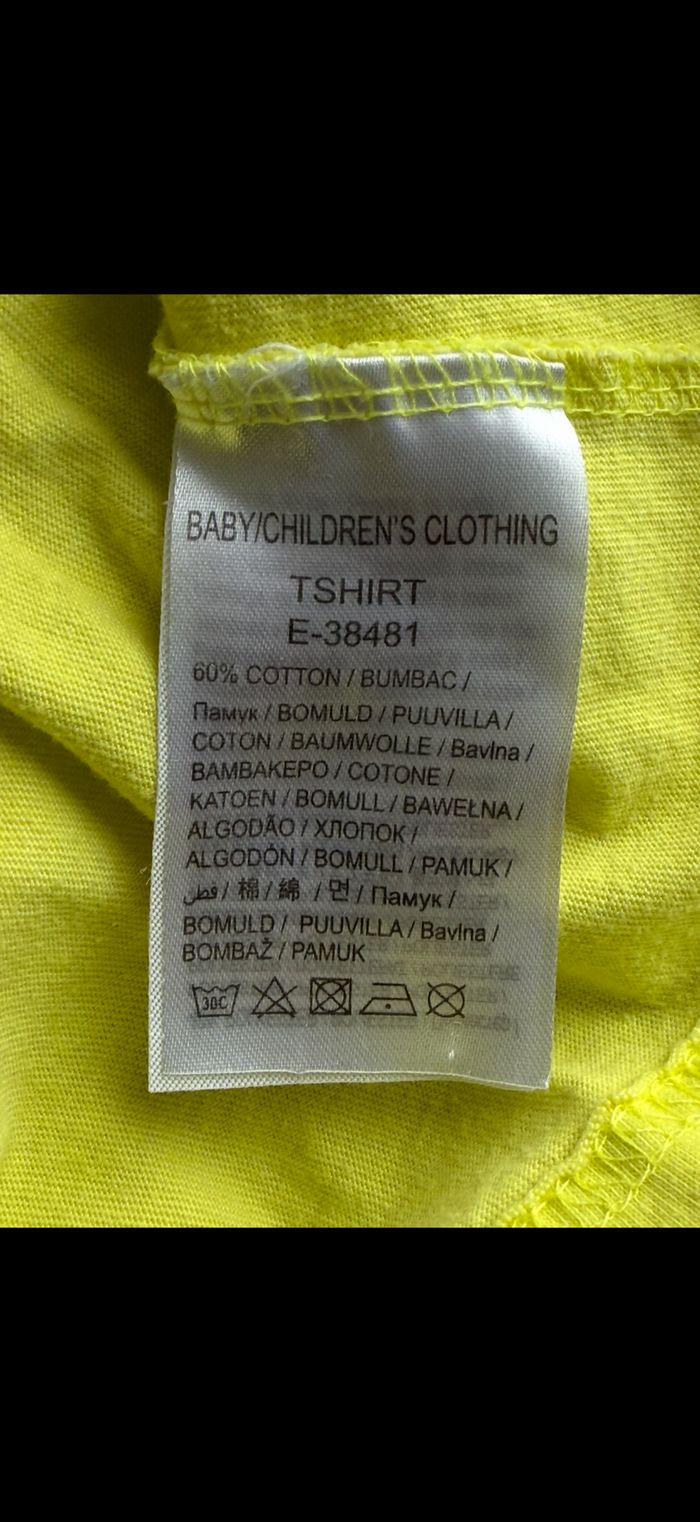 BABY/CHILDREN'S CLOTHING
TSHIRT
E-38481
60% COTTON / BUMBAC /
Памук / BOMULD / PUUVILLA /
COTON / BAUMWOLLE / Bavlna /
BAMBAKEPO / COTONE /
KATOEN / BOMULL / BAWEŁNA /
ALGODÃO / ХЛОПОК /
ALGODÓN / BOMULL / PAMUK /
قطن / 棉 / 綿 / 면 / Памук /
BOMULD / PUUVILLA / Bavlna /
BOMBAŽ / PAMUK
30C